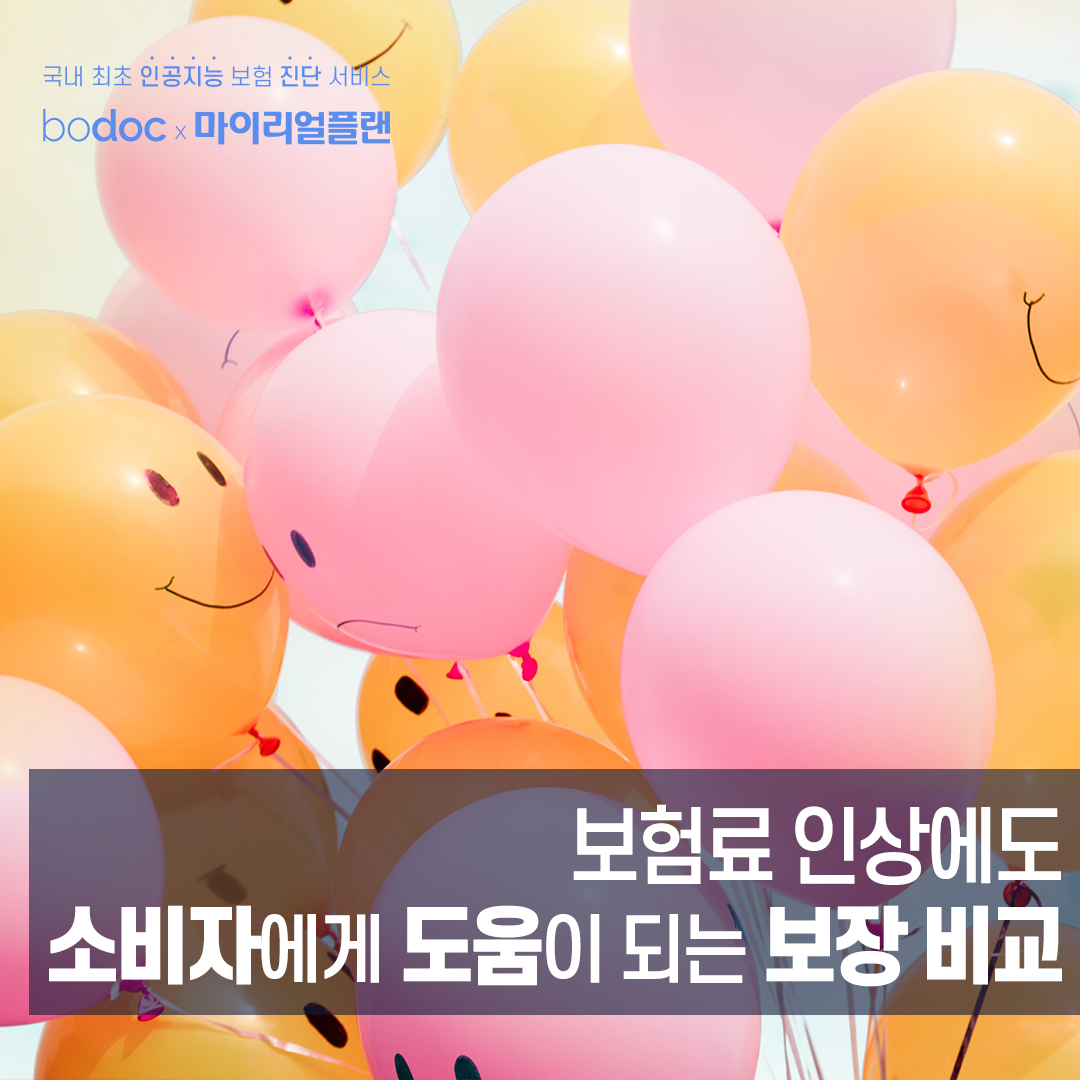 국내 최초 인공지능 보험 진단 서비스
bodoc x 마이리얼플랜
보험료 인상에도
소비자에게 도움이 되는 보장 비교